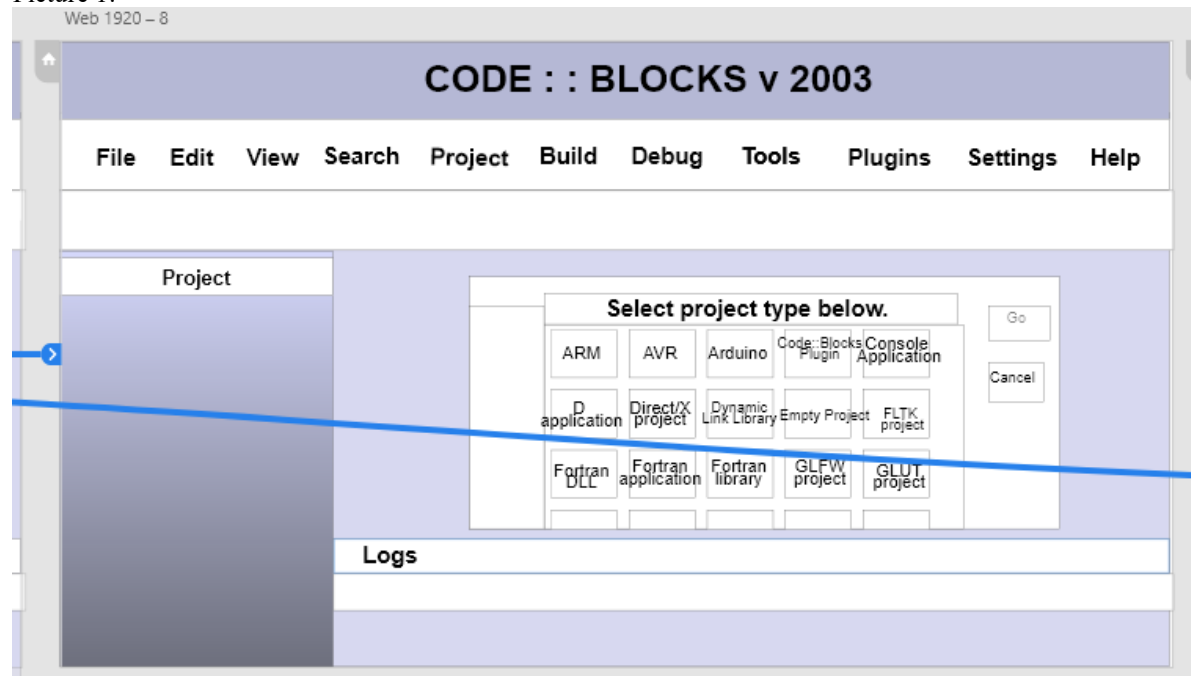 Web 1920 – 8
CODE : : BLOCKS v 2003
File Edit View Search Project Build Debug Tools Plugins Settings Help
Project
Select project type below.
Go
ARM AVR Arduino Code::Blocks Plugin Console Application
Cancel
D application Direct/X project Dynamic Link Library Empty Project FLTK project
Fortran DLL Fortran application Fortran library GLFW project GLUT project
Logs